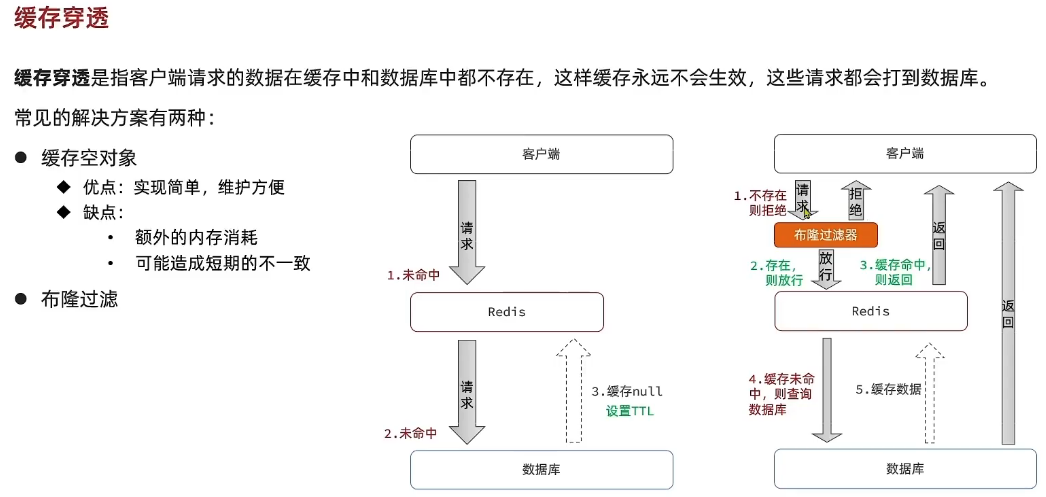 缓存穿透
缓存穿透是指客户端请求的数据在缓存中和数据库中都不存在，这样缓存永远不会生效，这些请求都会打到数据库。
常见的解决方案有两种：
● 缓存空对象
◆ 优点：实现简单，维护方便
◆ 缺点：
• 额外的内存消耗
• 可能造成短期的不一致
● 布隆过滤
客户端
请求
1.未命中
Redis
请求
2.未命中
3.缓存null
设置TTL
数据库
客户端
1.不存在
则拒绝
请求
拒绝
布隆过滤器
2.存在，
则放行
放行
3.缓存命中，
则返回
返回
返回
Redis
4.缓存未命
中，则查询
数据库
5.缓存数据
数据库